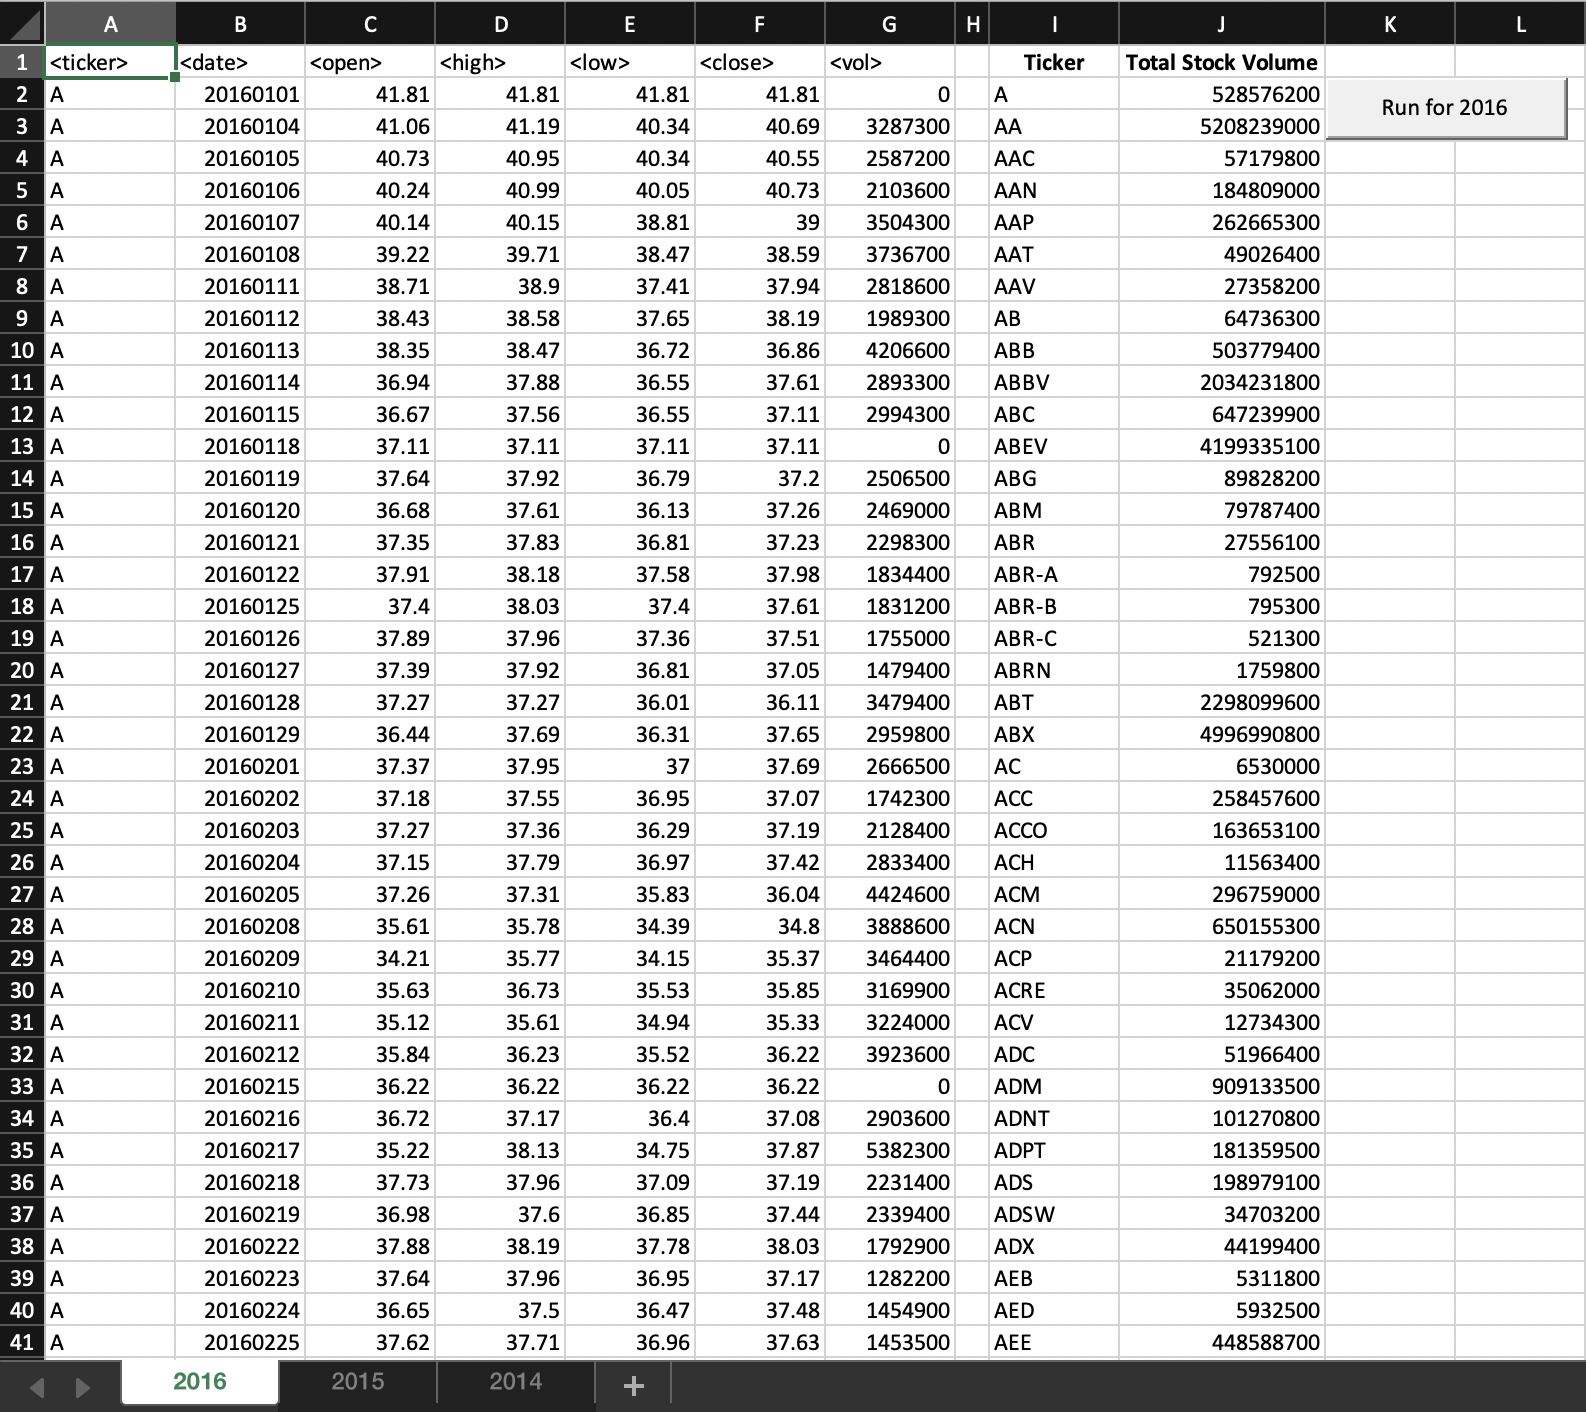 A B C D E F G H I J K L
1 <ticker> <date> <open> <high> <low> <close> <vol> Ticker Total Stock Volume
2 A 20160101 41.81 41.81 41.81 41.81 0 A 528576200 Run for 2016
3 A 20160104 41.06 41.19 40.34 40.69 3287300 AA 5208239000
4 A 20160105 40.73 40.95 40.34 40.55 2587200 AAC 57179800
5 A 20160106 40.24 40.99 40.05 40.73 2103600 AAN 184809000
6 A 20160107 40.14 40.15 38.81 39 3504300 AAP 262665300
7 A 20160108 39.22 39.71 38.47 38.59 3736700 AAT 49026400
8 A 20160111 38.71 38.9 37.41 37.94 2818600 AAV 27358200
9 A 20160112 38.43 38.58 37.65 38.19 1989300 AB 64736300
10 A 20160113 38.35 38.47 36.72 36.86 4206600 ABB 503779400
11 A 20160114 36.94 37.88 36.55 37.61 2893300 ABBV 2034231800
12 A 20160115 36.67 37.56 36.55 37.11 2994300 ABC 647239900
13 A 20160118 37.11 37.11 37.11 37.11 0 ABEV 4199335100
14 A 20160119 37.64 37.92 36.79 37.2 2506500 ABG 89828200
15 A 20160120 36.68 37.61 36.13 37.26 2469000 ABM 79787400
16 A 20160121 37.35 37.83 36.81 37.23 2298300 ABR 27556100
17 A 20160122 37.91 38.18 37.58 37.98 1834400 ABR-A 792500
18 A 20160125 37.4 38.03 37.4 37.61 1831200 ABR-B 795300
19 A 20160126 37.89 37.96 37.36 37.51 1755000 ABR-C 521300
20 A 20160127 37.39 37.92 36.81 37.05 1479400 ABRN 1759800
21 A 20160128 37.27 37.27 36.01 36.11 3479400 ABT 2298099600
22 A 20160129 36.44 37.69 36.31 37.65 2959800 ABX 4996990800
23 A 20160201 37.37 37.95 37 37.69 2666500 AC 6530000
24 A 20160202 37.18 37.55 36.95 37.07 1742300 ACC 258457600
25 A 20160203 37.27 37.36 36.29 37.19 2128400 ACCO 163653100
26 A 20160204 37.15 37.79 36.97 37.42 2833400 ACH 11563400
27 A 20160205 37.26 37.31 35.83 36.04 4424600 ACM 296759000
28 A 20160208 35.61 35.78 34.39 34.8 3888600 ACN 650155300
29 A 20160209 34.21 35.77 34.15 35.37 3464400 ACP 21179200
30 A 20160210 35.63 36.73 35.53 35.85 3169900 ACRE 35062000
31 A 20160211 35.12 35.61 34.94 35.33 3224000 ACV 12734300
32 A 20160212 35.84 36.23 35.52 36.22 3923600 ADC 51966400
33 A 20160215 36.22 36.22 36.22 36.22 0 ADM 909133500
34 A 20160216 36.72 37.17 36.4 37.08 2903600 ADNT 101270800
35 A 20160217 35.22 38.13 34.75 37.87 5382300 ADPT 181359500
36 A 20160218 37.73 37.96 37.09 37.19 2231400 ADS 198979100
37 A 20160219 36.98 37.6 36.85 37.44 2339400 ADSW 34703200
38 A 20160222 37.88 38.19 37.78 38.03 1792900 ADX 44199400
39 A 20160223 37.64 37.96 36.95 37.17 1282200 AEB 5311800
40 A 20160224 36.65 37.5 36.47 37.48 1454900 AED 5932500
41 A 20160225 37.62 37.71 36.96 37.63 1453500 AEE 448588700
2016 2015 2014 +